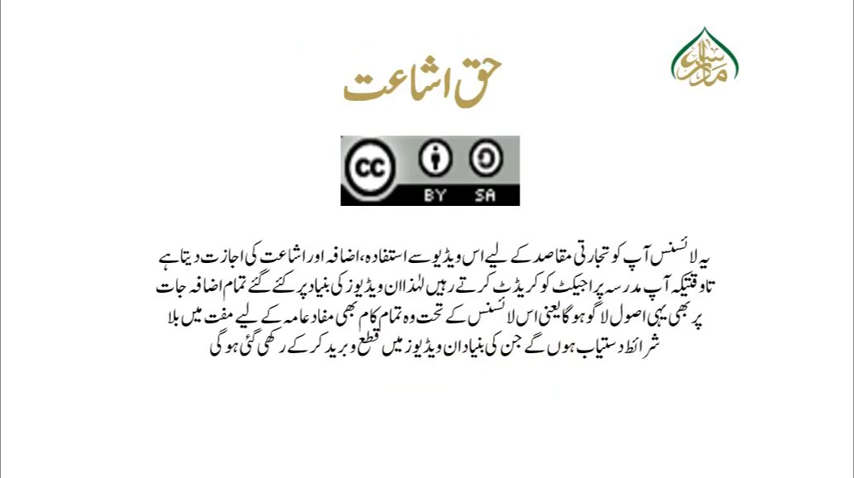 مدرسہ
حق اشاعت
cc
BY SA
یہ لائسنس آپ کو تجارتی مقاصد کے لیے اس ویڈیو سے استفادہ، اضافہ اور اشاعت کی اجازت دیتا ہے
تاوقتیکہ آپ مدرسہ پراجیکٹ کو کریڈٹ کرتے رہیں لہٰذا ان ویڈیوز کی بنیاد پر کئے گئے تمام اضافہ جات
پر بھی یہی اصول لاگو ہوگا یعنی اس لائسنس کے تحت وہ تمام کام بھی مفاد عامہ کے لیے مفت میں بلا
شرائط دستیاب ہوں گے جن کی بنیاد ان ویڈیوز میں قطع و برید کر کے رکھی گئی ہوگی